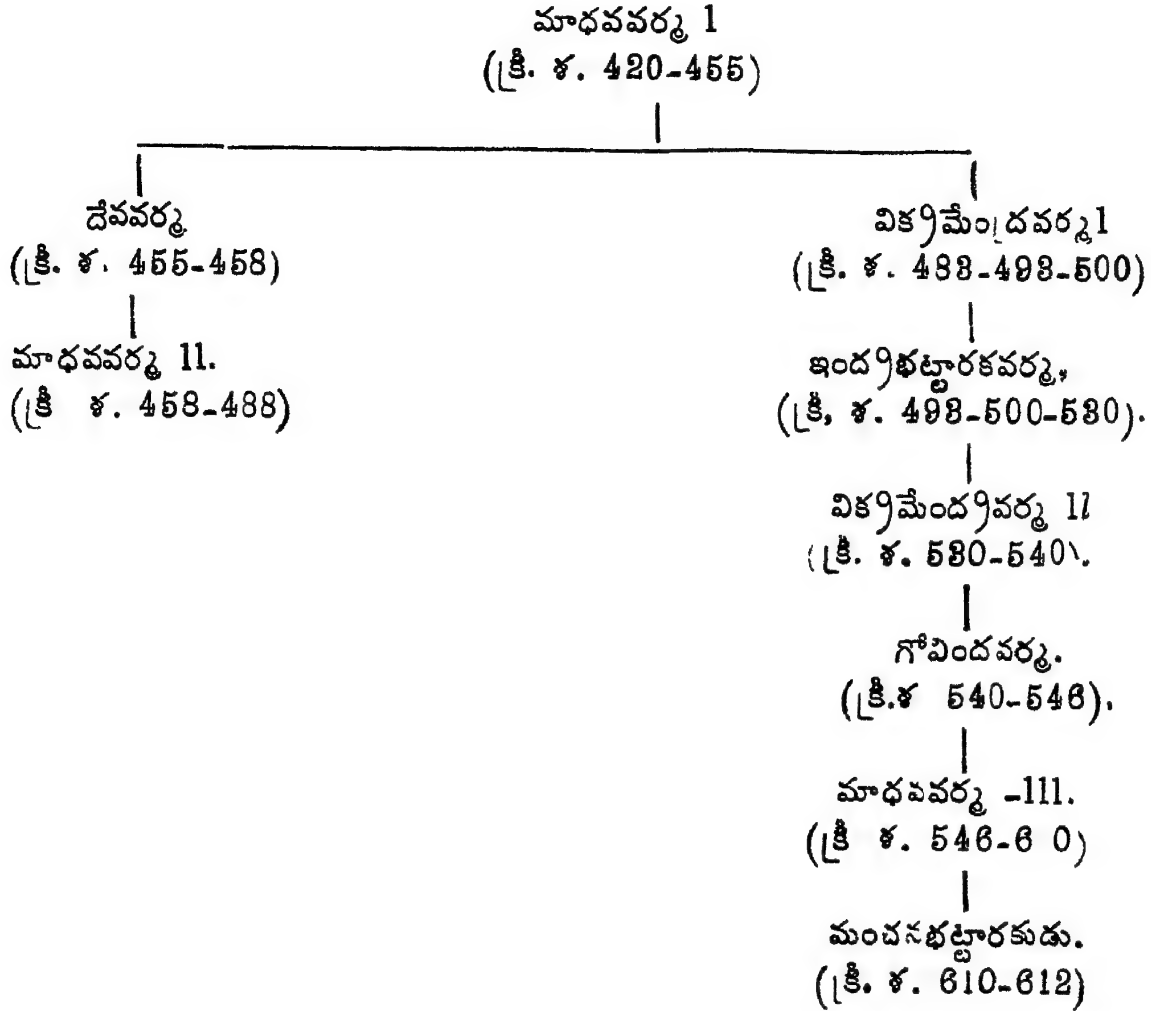 మాధవవర్మ 1
(క్రీ. శ. 420-455)
దేవవర్మ
(క్రీ. శ. 455-458)
మాధవవర్మ 11.
(క్రీ శ. 458-488)
విక్రమేంద్రవర్మ 1
(క్రీ. శ. 488-498-500)
ఇంద్రభట్టారకవర్మ,
(క్రీ, శ. 498-500-530).
విక్రమేంద్రవర్మ 11
(క్రీ. శ. 530-540).
గోవిందవర్మ.
(క్రీ.శ 540-546).
మాధవవర్మ -111.
(క్రీ శ. 546-6 0)
మంచనభట్టారకుడు.
(క్రీ. శ. 610-612)